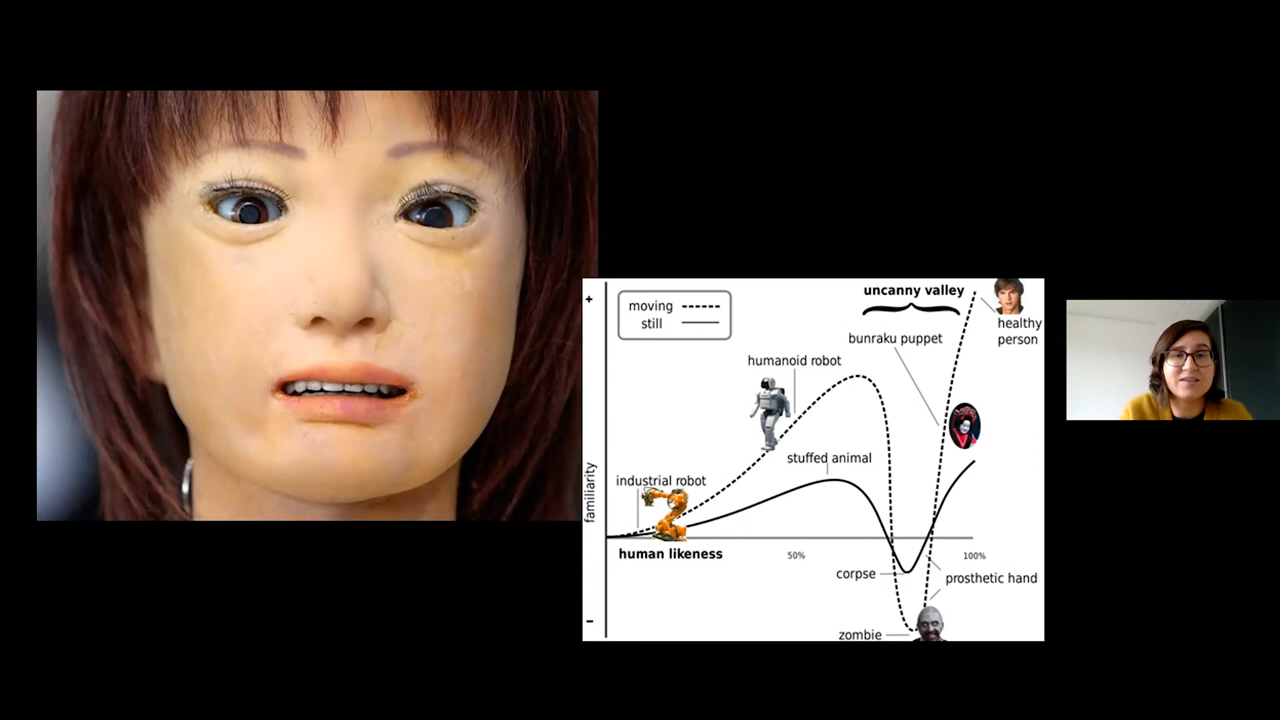 +
moving
still
uncanny valley
healthy
person
bunraku puppet
humanoid robot
stuffed animal
industrial robot
familiarity
human likeness
50%
100%
corpse
prosthetic hand
-
zombie